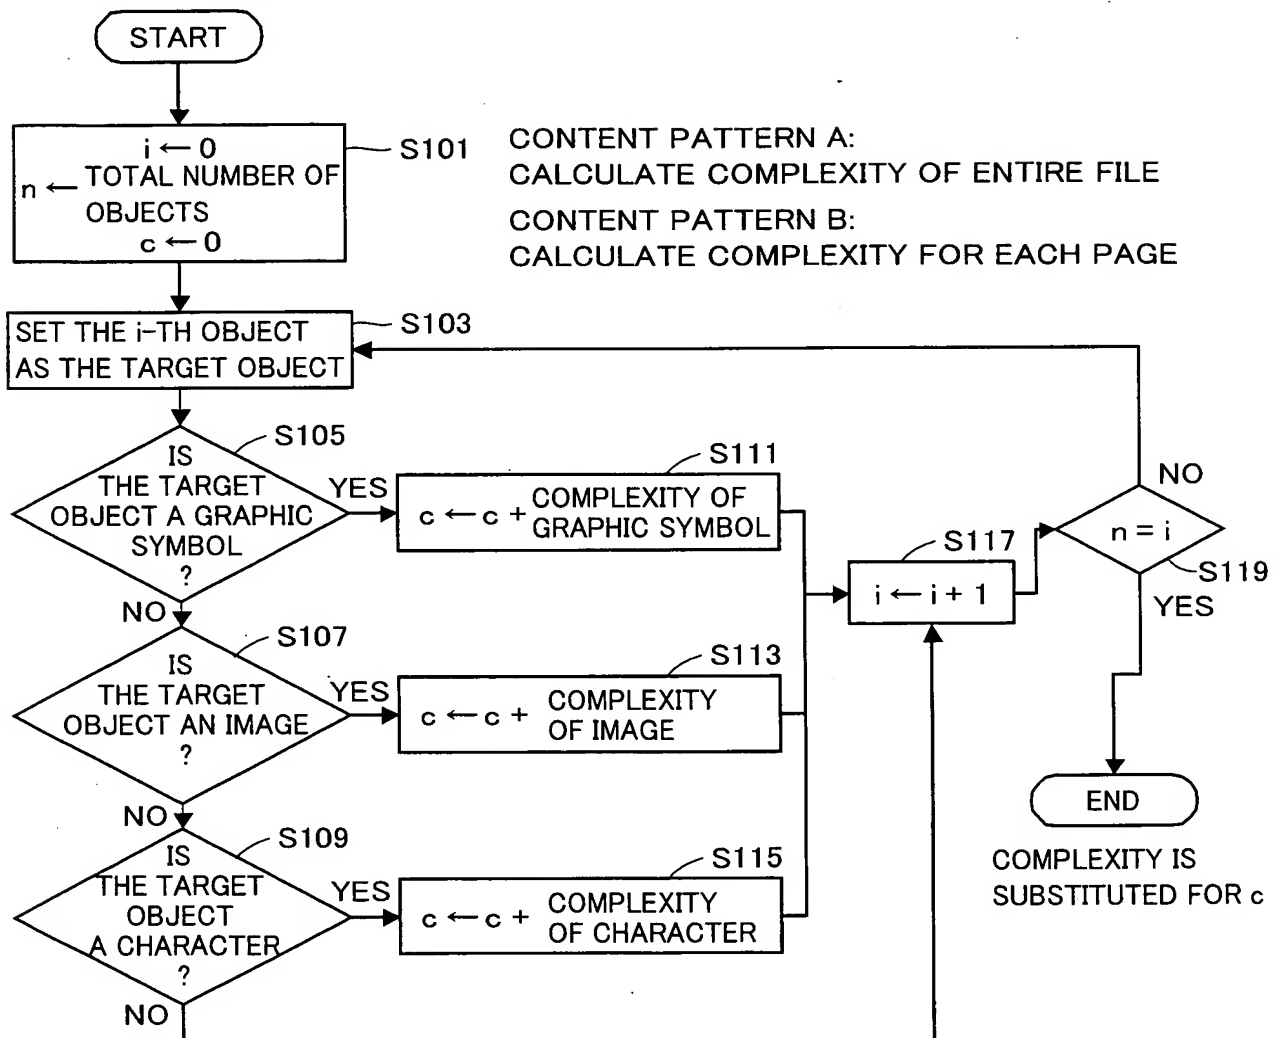 START
i ← 0
n ← TOTAL NUMBER OF
OBJECTS
c ← 0
S101
CONTENT PATTERN A:
CALCULATE COMPLEXITY OF ENTIRE FILE
CONTENT PATTERN B:
CALCULATE COMPLEXITY FOR EACH PAGE
SET THE i-TH OBJECT
AS THE TARGET OBJECT
S103
IS
THE TARGET
OBJECT A GRAPHIC
SYMBOL
?
S105
YES
NO
c ← c + COMPLEXITY OF
GRAPHIC SYMBOL
S111
IS
THE TARGET
OBJECT AN IMAGE
?
S107
YES
NO
c ← c + COMPLEXITY
OF IMAGE
S113
IS
THE TARGET
OBJECT
A CHARACTER
?
S109
YES
NO
c ← c + COMPLEXITY
OF CHARACTER
S115
i ← i + 1
S117
n = i
S119
NO
YES
END
COMPLEXITY IS
SUBSTITUTED FOR c